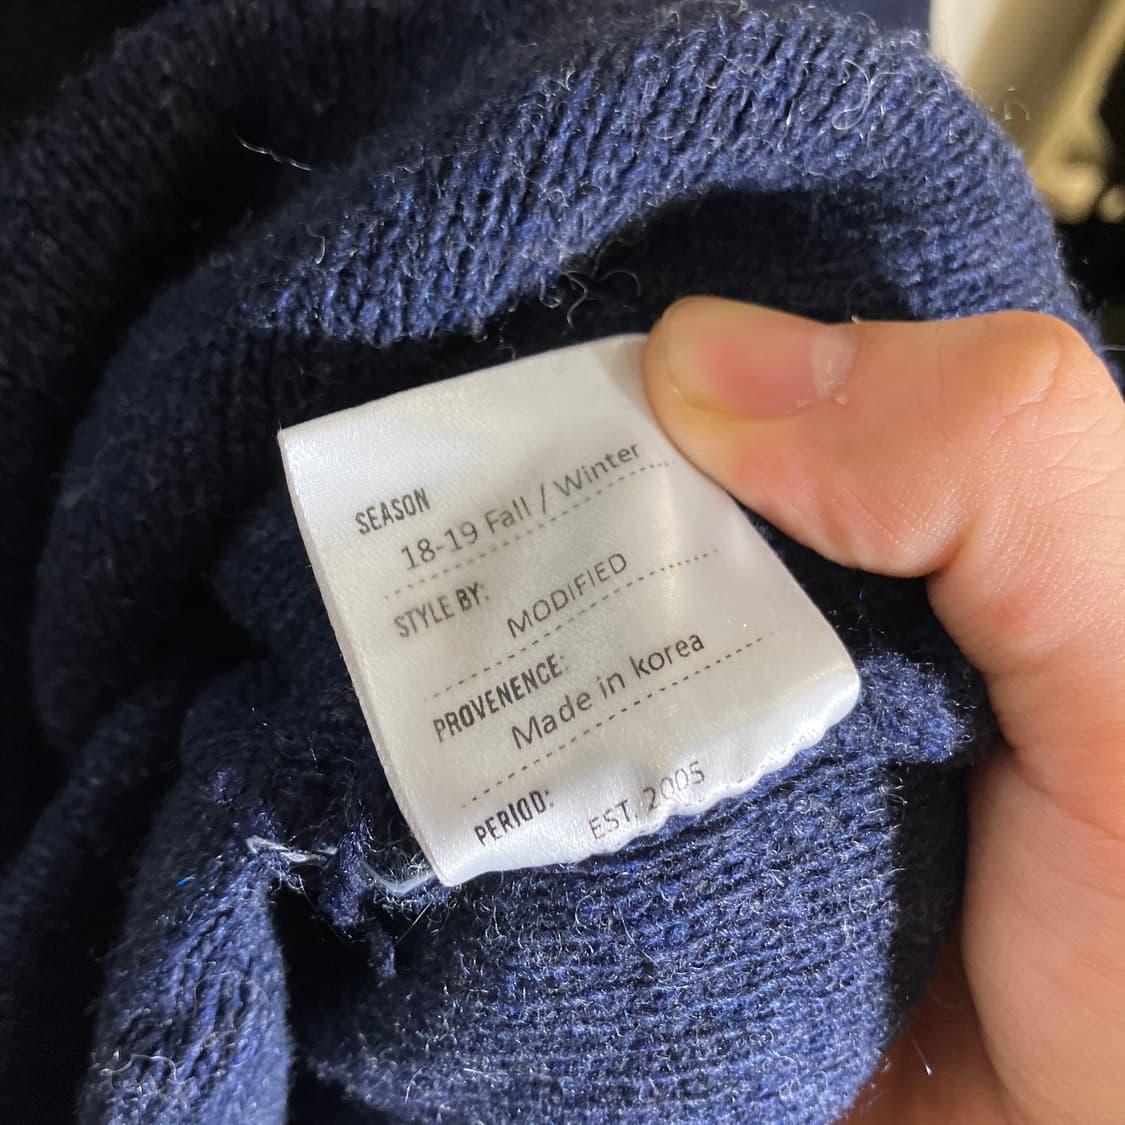 SEASON
18-19 Fall / Winter
STYLE BY:
MODIFIED
PROVENENCE:
Made in korea
PERIOD:
EST. 2005